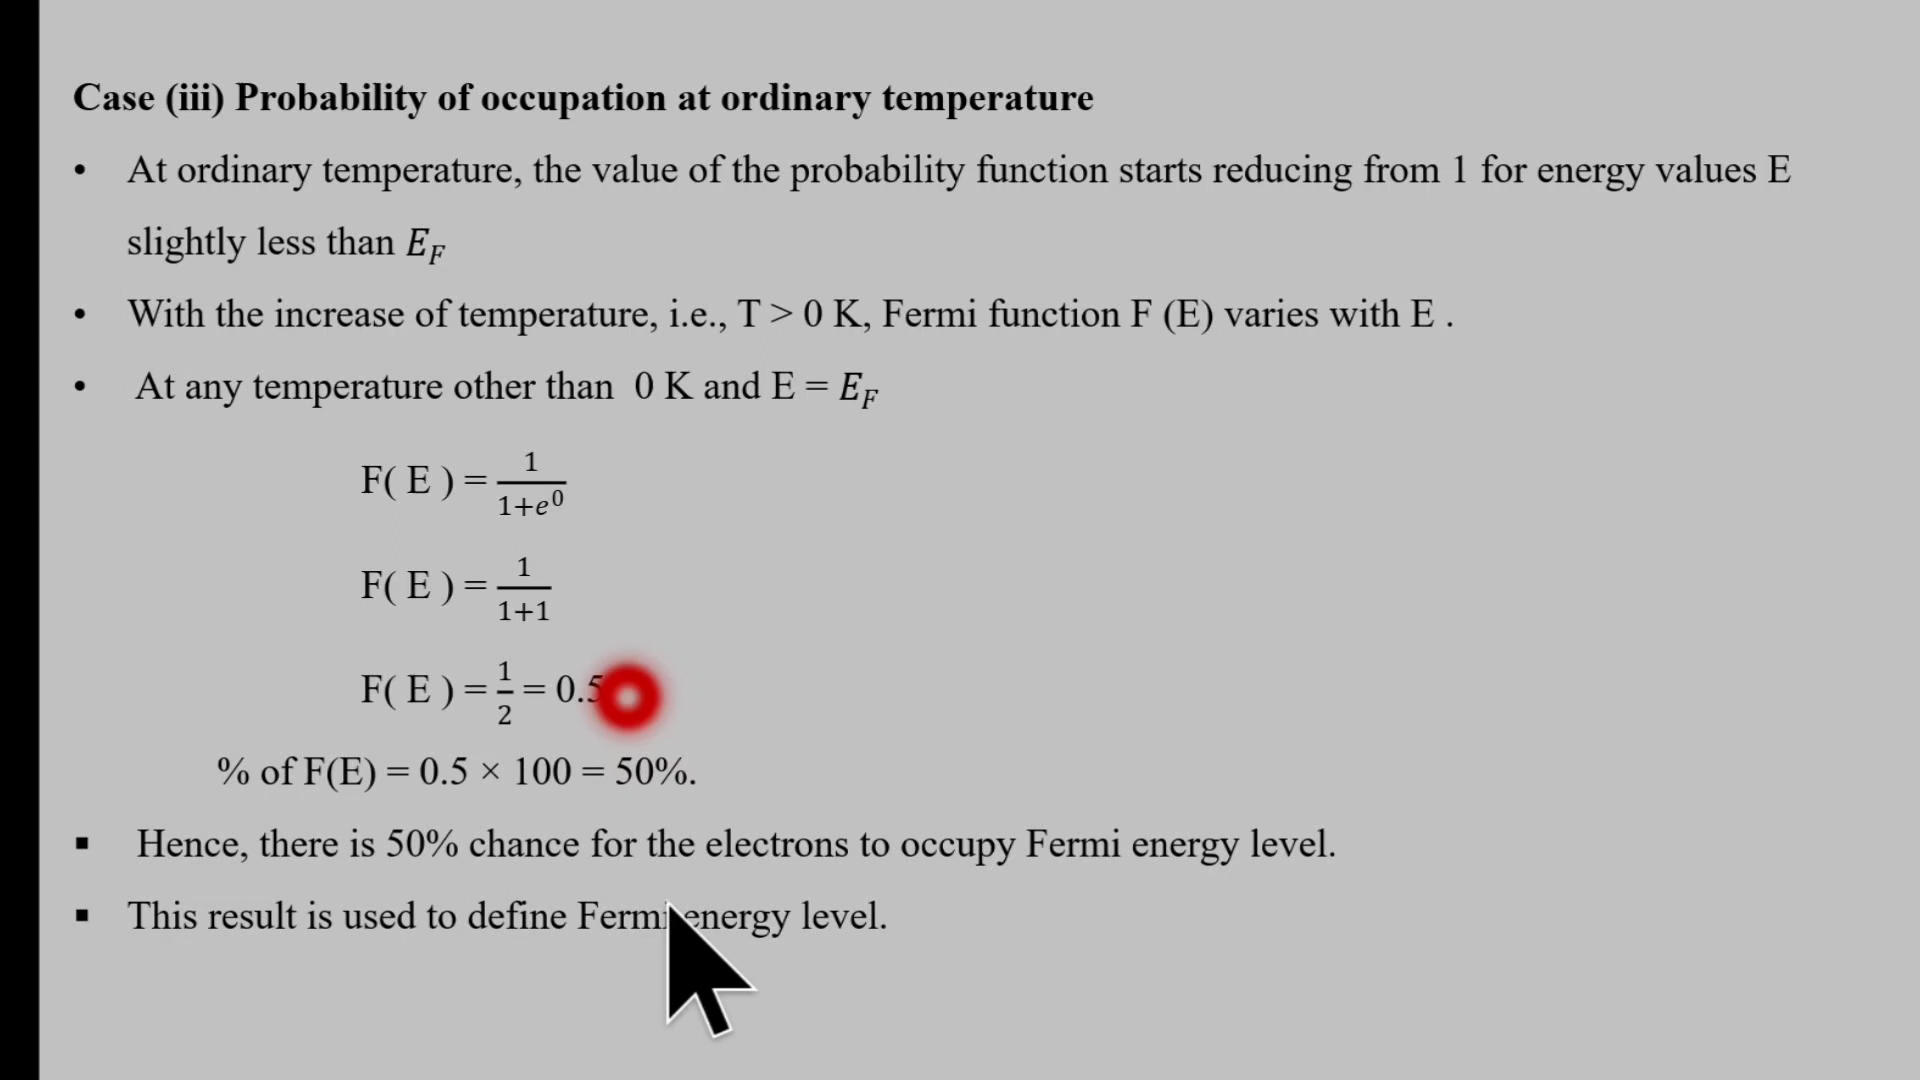 Case (iii) Probability of occupation at ordinary temperature
• At ordinary temperature, the value of the probability function starts reducing from 1 for energy values E
slightly less than E_F
• With the increase of temperature, i.e., T > 0 K, Fermi function F (E) varies with E .
• At any temperature other than 0 K and E = E_F
F( E ) = 1/(1+e^0)
F( E ) = 1/(1+1)
F( E ) = 1/2 = 0.5
% of F(E) = 0.5 × 100 = 50%.
▪ Hence, there is 50% chance for the electrons to occupy Fermi energy level.
▪ This result is used to define Fermi energy level.